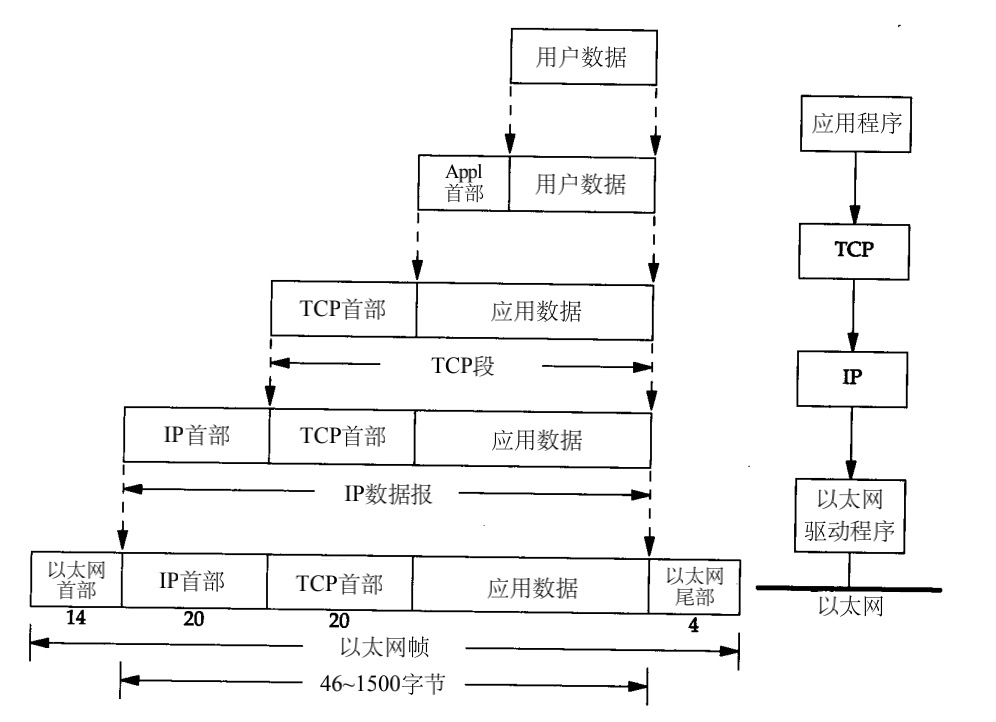 用户数据
应用程序
Appl
首部
用户数据
TCP
TCP首部
应用数据
TCP段
IP
IP首部
TCP首部
应用数据
IP数据报
以太网
驱动程序
以太网
首部
IP首部
TCP首部
应用数据
以太网
尾部
以太网
14
20
20
4
以太网帧
46~1500字节